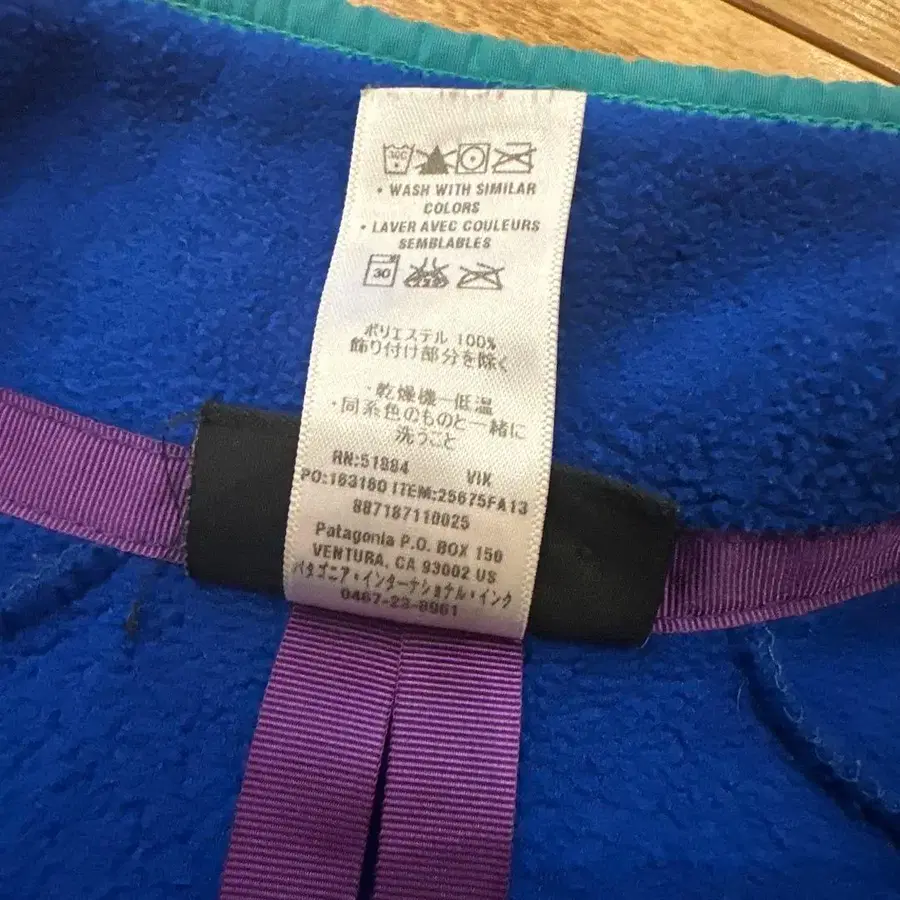 30C
• WASH WITH SIMILAR
COLORS
• LAVER AVEC COULEURS
SEMBLABLES
30
ポリエステル 100%
飾り付け部分を除く
・乾燥機ー低温
・同系色のものと一緒に
洗うこと
RN:51884 VIK
PO:163180 ITEM:25675FA13
887187110025
Patagonia P.O. BOX 150
VENTURA, CA 93002 US
パタゴニア・インターナショナル・インク
0467-23-8961